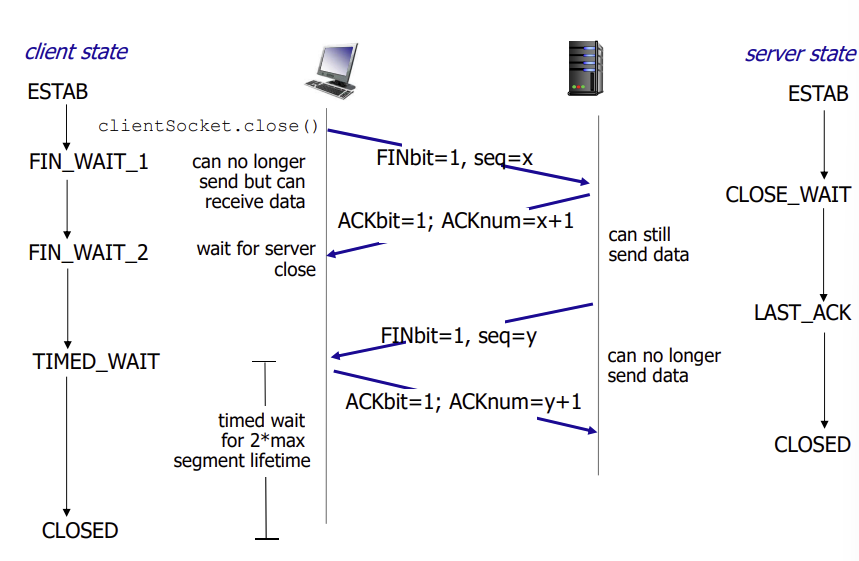 client state
server state
ESTAB
ESTAB
clientSocket.close()
FINbit=1, seq=x
FIN_WAIT_1
can no longer
send but can
receive data
CLOSE_WAIT
ACKbit=1; ACKnum=x+1
FIN_WAIT_2
wait for server
close
can still
send data
LAST_ACK
FINbit=1, seq=y
TIMED_WAIT
can no longer
send data
ACKbit=1; ACKnum=y+1
timed wait
for 2*max
segment lifetime
CLOSED
CLOSED